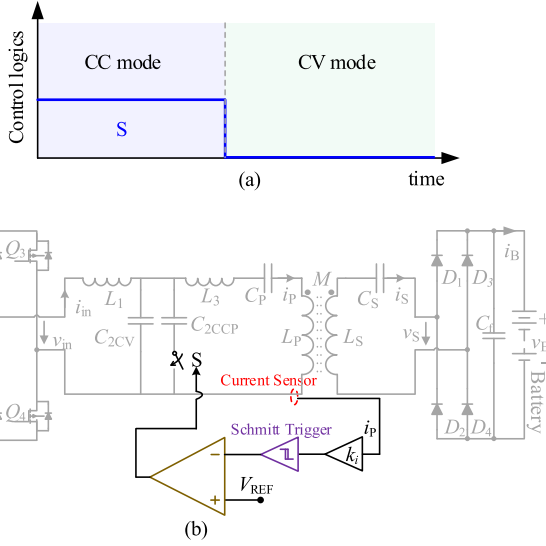 Control logics
CC mode
CV mode
S
time
(a)
Q3
Q4
iin
vin
L1
L3
C2CV
C2CCP
S
CP
iP
M
LP
LS
CS
iS
vS
D1
D3
D2
D4
Cf
iB
vB
Battery
Current Sensor
iP
Schmitt Trigger
ki
VREF
(b)